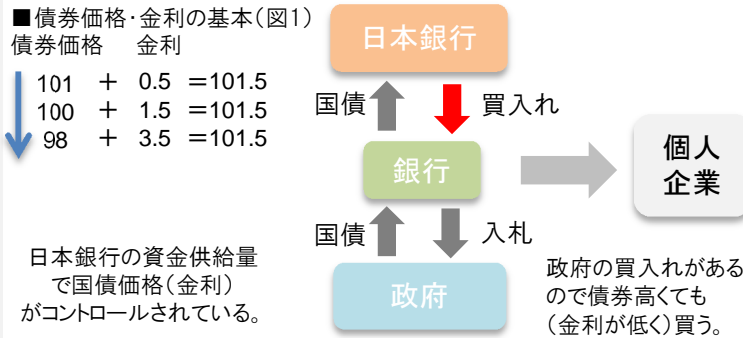 ■債券価格・金利の基本(図1)
債券価格 金利
101 + 0.5 =101.5
100 + 1.5 =101.5
98 + 3.5 =101.5
日本銀行
国債
買入れ
銀行
個人
企業
国債
入札
政府
日本銀行の資金供給量
で国債価格(金利)
がコントロールされている。
政府の買入れがある
ので債券高くても
(金利が低く)買う。